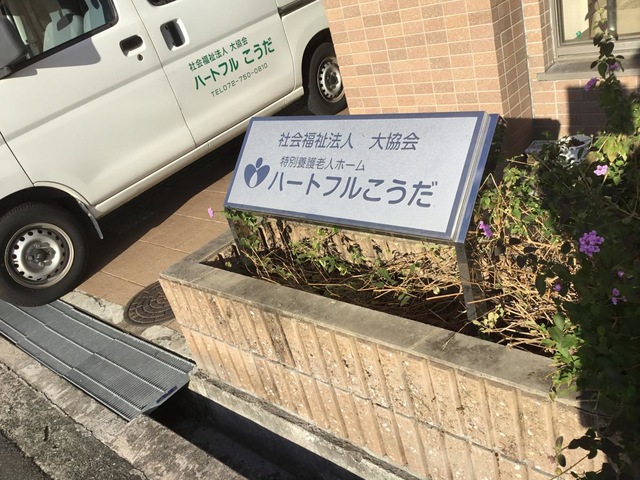 社会福祉法人 大協会
ハートフル こうだ
TEL072-750-0810
社会福祉法人 大協会
特別養護老人ホーム
ハートフルこうだ